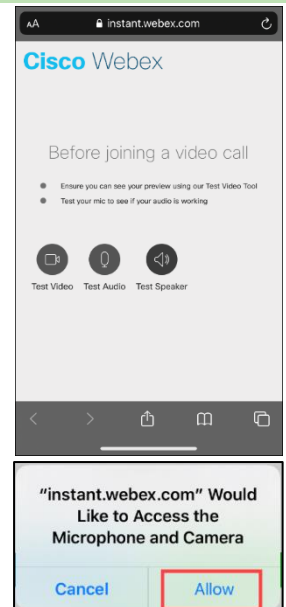 AA instant.webex.com
Cisco Webex
Before joining a video call
Ensure you can see your preview using our Test Video Tool
Test your mic to see if your audio is working
Test Video Test Audio Test Speaker
"instant.webex.com" Would
Like to Access the
Microphone and Camera
Cancel Allow